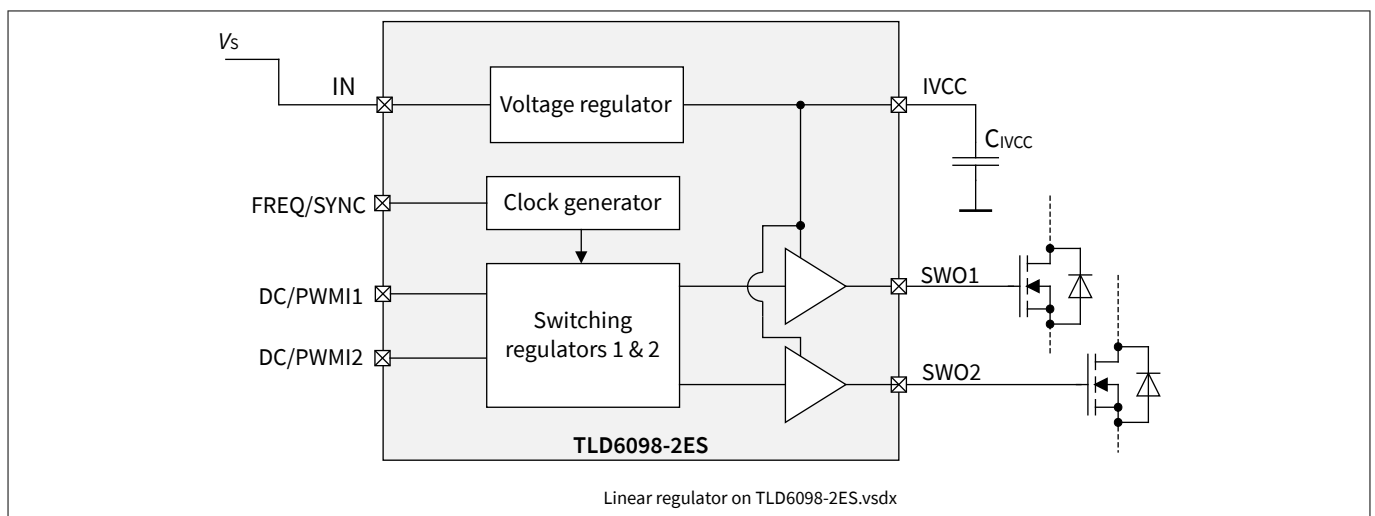 VS
IN
Voltage regulator
IVCC
CIVCC
FREQ/SYNC
Clock generator
DC/PWMI1
Switching
regulators 1 & 2
SWO1
DC/PWMI2
SWO2
TLD6098-2ES
Linear regulator on TLD6098-2ES.vsdx